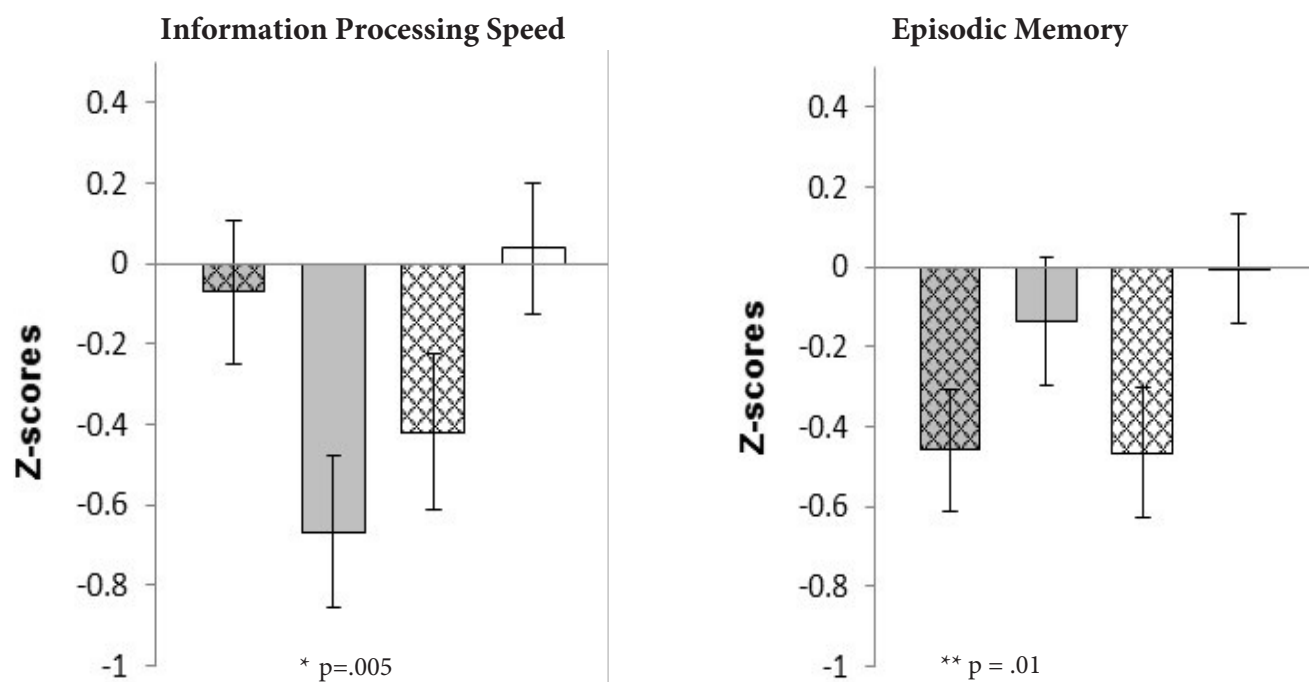 Information Processing Speed
0.4
0.2
0
-0.2
-0.4
-0.6
-0.8
-1
Z-scores
* p=.005
Episodic Memory
0.4
0.2
0
-0.2
-0.4
-0.6
-0.8
-1
Z-scores
** p = .01